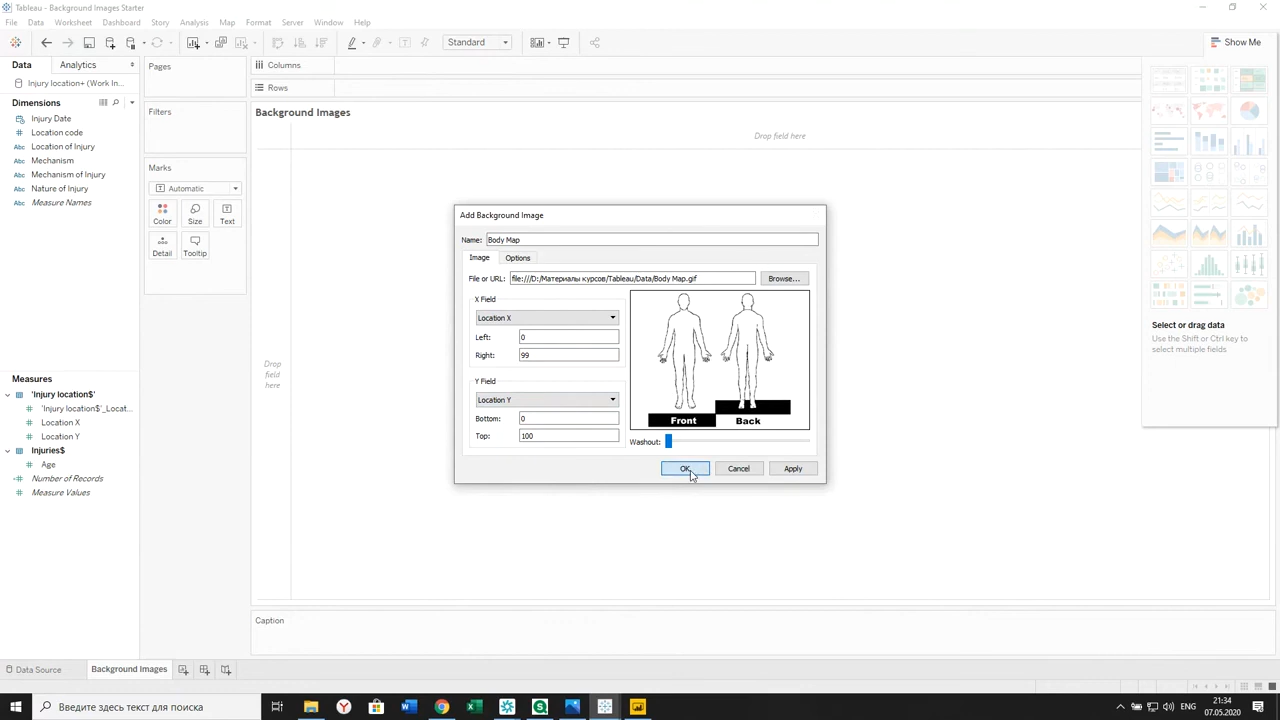 Tableau - Background Images Starter
File Data Worksheet Dashboard Story Analysis Map Format Server Window Help
Standard
Show Me
Data Analytics
Pages
Columns
Injury location+ (Work In...
Rows
Dimensions
Filters
Background Images
Injury Date
Location code
Location of Injury
Mechanism
Mechanism of Injury
Nature of Injury
Measure Names
Drop field here
Marks
Automatic
Color Size Text
Detail Tooltip
Add Background Image
Name: Body Map
Image Options
File or URL: file:///D:/Материалы курсов/Tableau/Data/Body Map.gif Browse...
X Field
Location X
Left: 0
Right: 99
Y Field
Location Y
Bottom: 0
Top: 100
Front Back
Washout:
OK Cancel Apply
Select or drag data
Use the Shift or Ctrl key to
select multiple fields
Drop
field
here
Measures
'Injury location$'
'Injury location$'_Locat...
Location X
Location Y
Injuries$
Age
Number of Records
Measure Values
Caption
Data Source Background Images
Введите здесь текст для поиска
ENG
21:34
07.05.2020